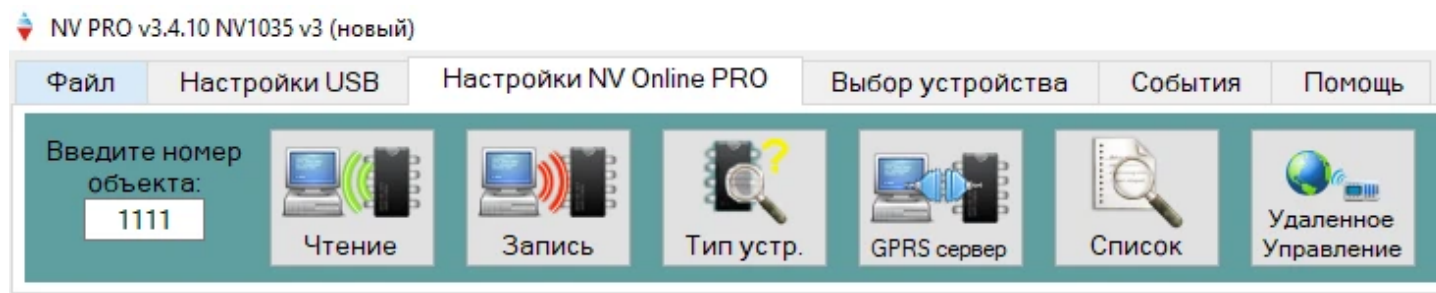 NV PRO v3.4.10 NV1035 v3 (новый)
Файл Настройки USB Настройки NV Online PRO Выбор устройства События Помощь
Введите номер
объекта:
1111
Чтение Запись Тип устр. GPRS сервер Список Удаленное
Управление